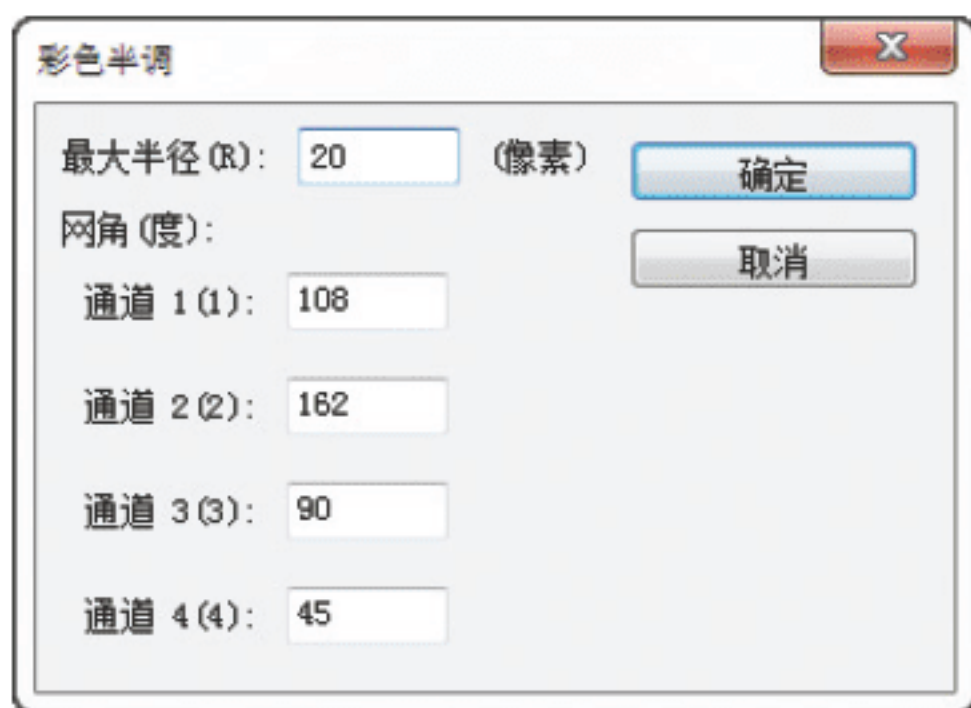 彩色半调
最大半径(R): 20 (像素)
确定
网角(度):
取消
通道 1(1): 108
通道 2(2): 162
通道 3(3): 90
通道 4(4): 45